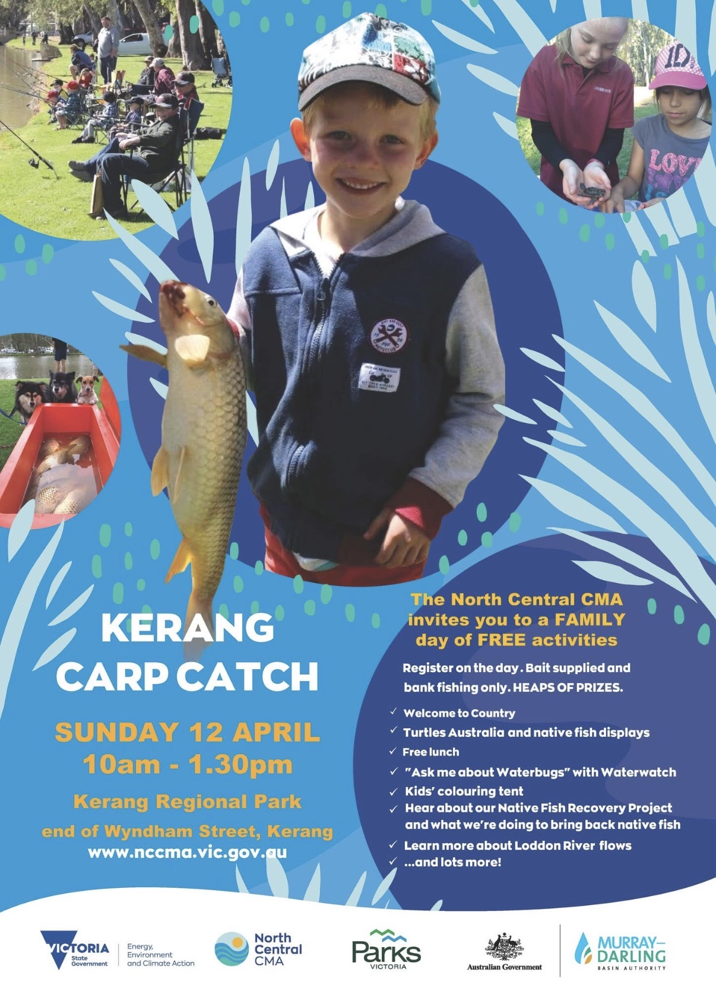 1D
LOVE
KERANG
CARP CATCH
SUNDAY 12 APRIL
10am - 1.30pm
Kerang Regional Park
end of Wyndham Street, Kerang
www.nccma.vic.gov.au
The North Central CMA
invites you to a FAMILY
day of FREE activities
Register on the day. Bait supplied and
bank fishing only. HEAPS OF PRIZES.
✓ Welcome to Country
✓ Turtles Australia and native fish displays
✓ Free lunch
✓ "Ask me about Waterbugs" with Waterwatch
✓ Kids' colouring tent
✓ Hear about our Native Fish Recovery Project
and what we're doing to bring back native fish
✓ Learn more about Loddon River flows
✓ ...and lots more!
VICTORIA
State
Government
Energy,
Environment
and Climate Action
North
Central
CMA
Parks
VICTORIA
Australian Government
MURRAY–
DARLING
BASIN AUTHORITY